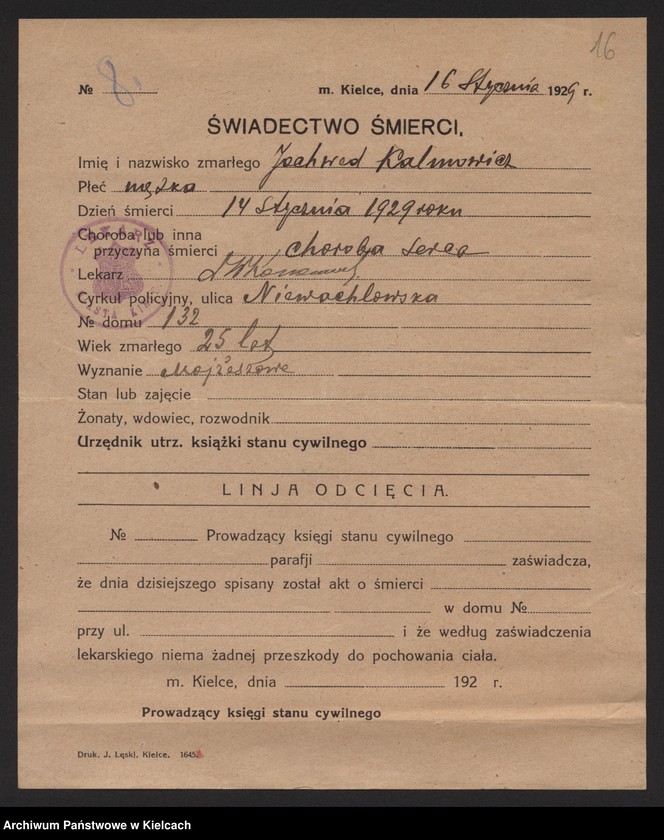 16
№ 8. m. Kielce, dnia 16 Stycznia 1929 r.
ŚWIADECTWO ŚMIERCI.
Imię i nazwisko zmarłego Jochwed Kalmowicz
Płeć męzka
Dzień śmierci 14 Stycznia 1929 roku
Choroba lub inna
przyczyna śmierci choroba serca
Lekarz
LEKARZ
MIASTA
Cyrkuł policyjny, ulica Niewachlowska
№ domu 132
Wiek zmarłego 25 lat
Wyznanie Mojżeszowe
Stan lub zajęcie
Żonaty, wdowiec, rozwodnik
Urzędnik utrz. książki stanu cywilnego
LINJA ODCIĘCIA.
№ Prowadzący księgi stanu cywilnego
parafji zaświadcza,
że dnia dzisiejszego spisany został akt o śmierci
w domu №
przy ul. i że według zaświadczenia
lekarskiego niema żadnej przeszkody do pochowania ciała.
m. Kielce, dnia 192 r.
Prowadzący księgi stanu cywilnego
Druk. J. Łęski. Kielce. 1645.
Archiwum Państwowe w Kielcach